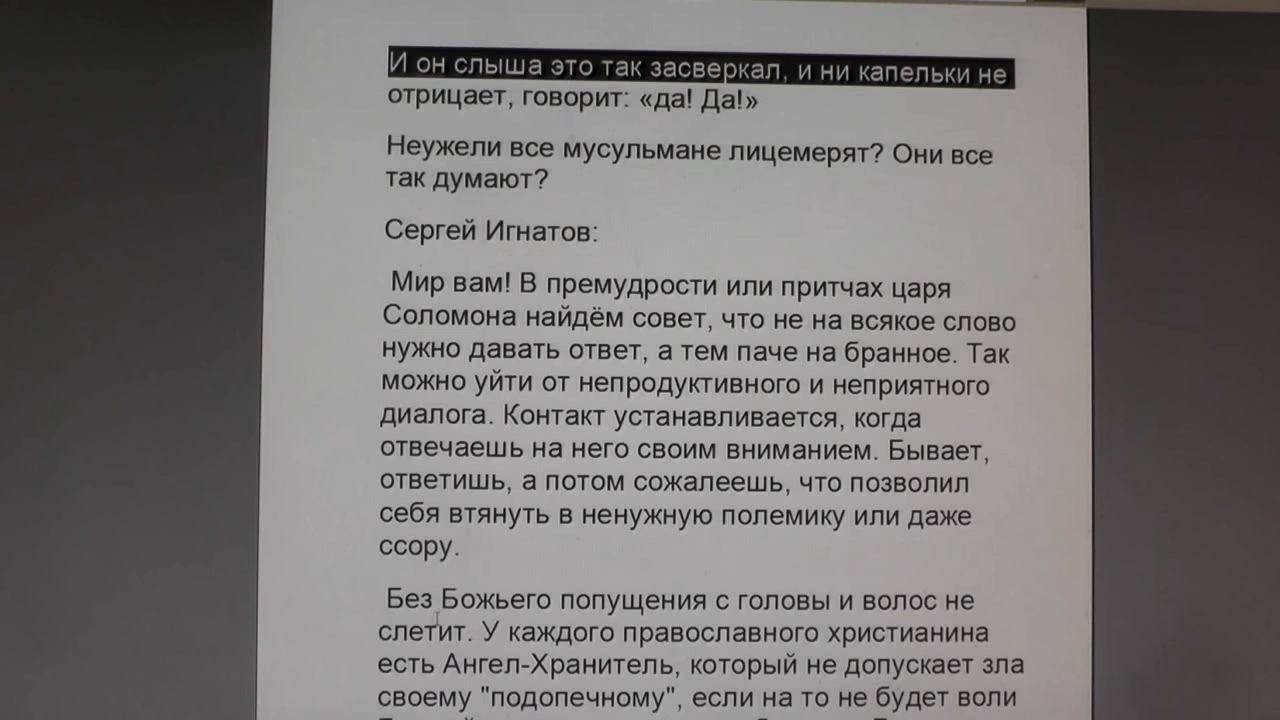 И он слыша это так засверкал, и ни капельки не
отрицает, говорит: «да! Да!»
Неужели все мусульмане лицемерят? Они все
так думают?
Сергей Игнатов:
Мир вам! В премудрости или притчах царя
Соломона найдём совет, что не на всякое слово
нужно давать ответ, а тем паче на бранное. Так
можно уйти от непродуктивного и неприятного
диалога. Контакт устанавливается, когда
отвечаешь на него своим вниманием. Бывает,
ответишь, а потом сожалеешь, что позволил
себя втянуть в ненужную полемику или даже
ссору.
Без Божьего попущения с головы и волос не
слетит. У каждого православного христианина
есть Ангел-Хранитель, который не допускает зла
своему "подопечному", если на то не будет воли